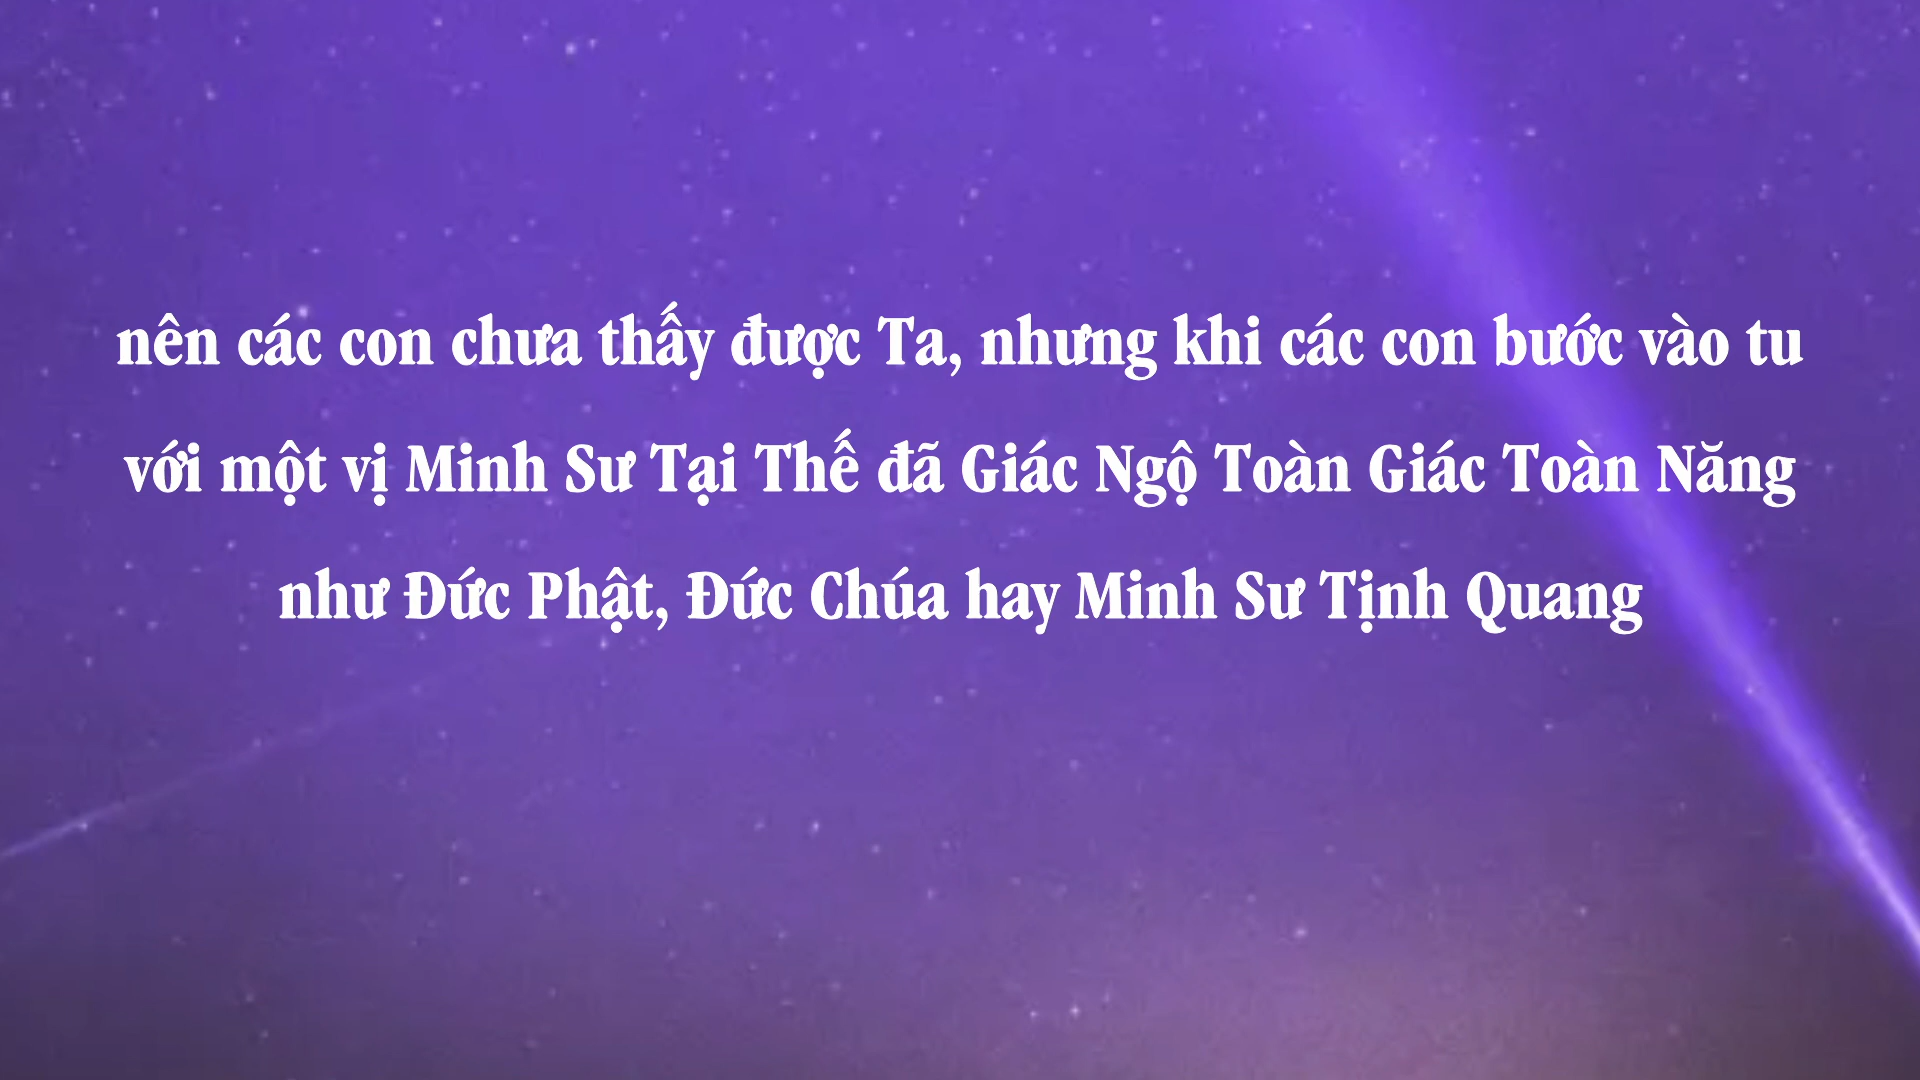 nên các con chưa thấy được Ta, nhưng khi các con bước vào tu
với một vị Minh Sư Tại Thế đã Giác Ngộ Toàn Giác Toàn Năng
như Đức Phật, Đức Chúa hay Minh Sư Tịnh Quang